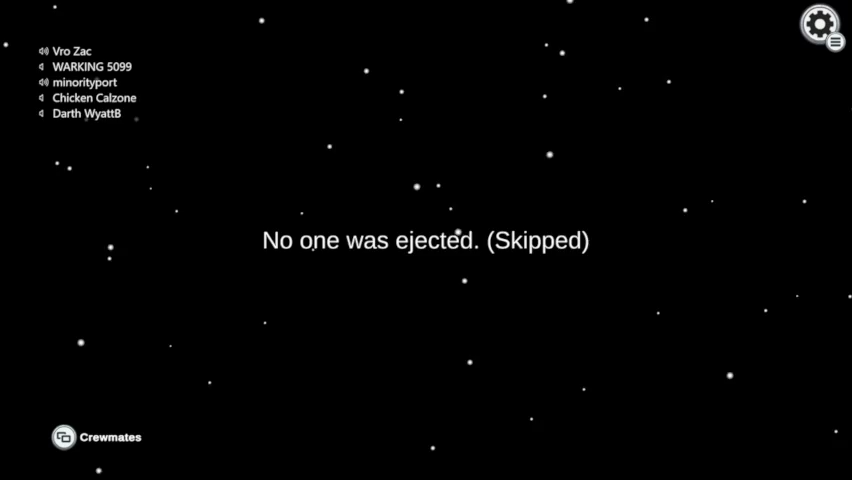 Vro Zac
WARKING 5099
minorityport
Chicken Calzone
Darth WyattB
No one was ejected. (Skipped)
Crewmates